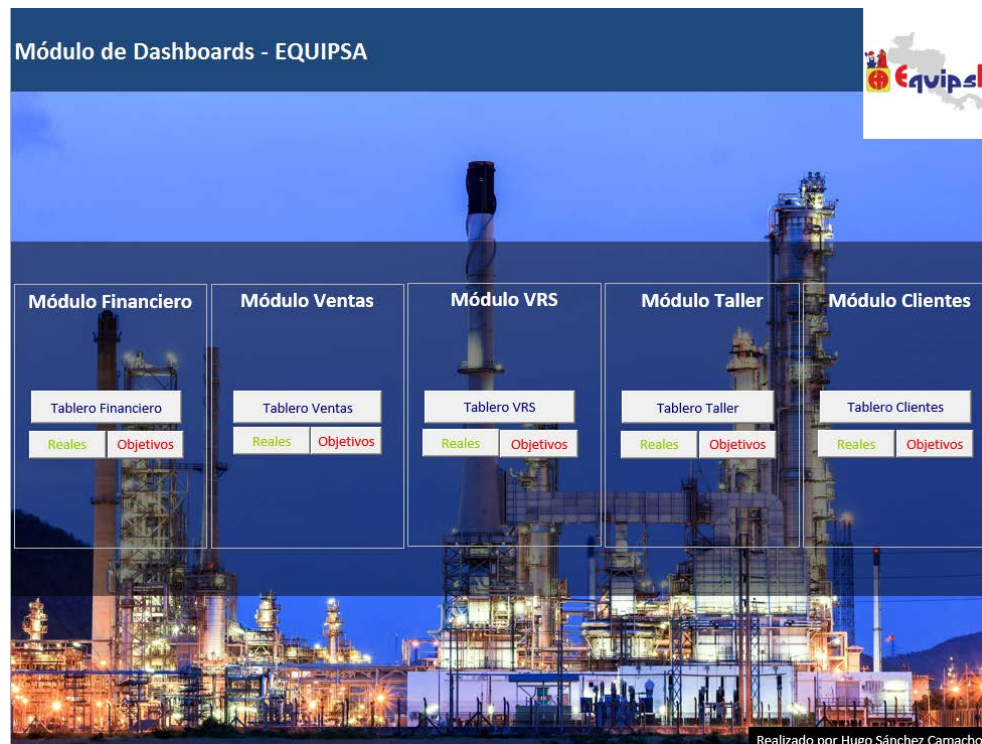 Módulo de Dashboards - EQUIPSA
Módulo Financiero
Módulo Ventas
Módulo VRS
Módulo Taller
Módulo Clientes
Tablero Financiero
Tablero Ventas
Tablero VRS
Tablero Taller
Tablero Clientes
Reales Objetivos
Reales Objetivos
Reales Objetivos
Reales Objetivos
Reales Objetivos
Realizado por Hugo Sánchez Camacho